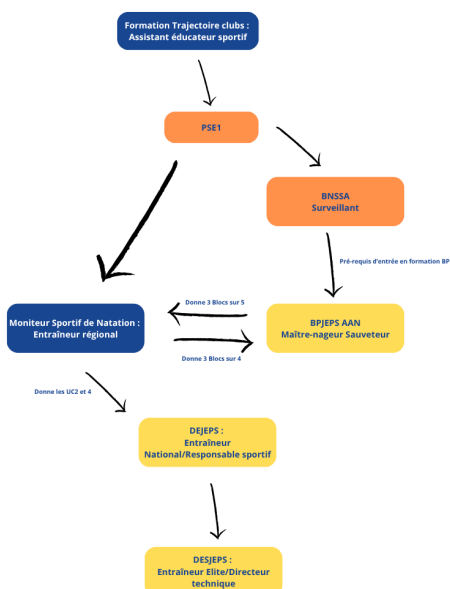 Formation Trajectoire clubs :
Assistant éducateur sportif
PSE1
BNSSA
Surveillant
Pré-requis d'entrée en formation BP
Donne 3 Blocs sur 5
Moniteur Sportif de Natation :
Entraîneur régional
BPJEPS AAN
Maître-nageur Sauveteur
Donne 3 Blocs sur 4
Donne les UC2 et 4
DEJEPS :
Entraîneur
National/Responsable sportif
DESJEPS :
Entraîneur Elite/Directeur
technique